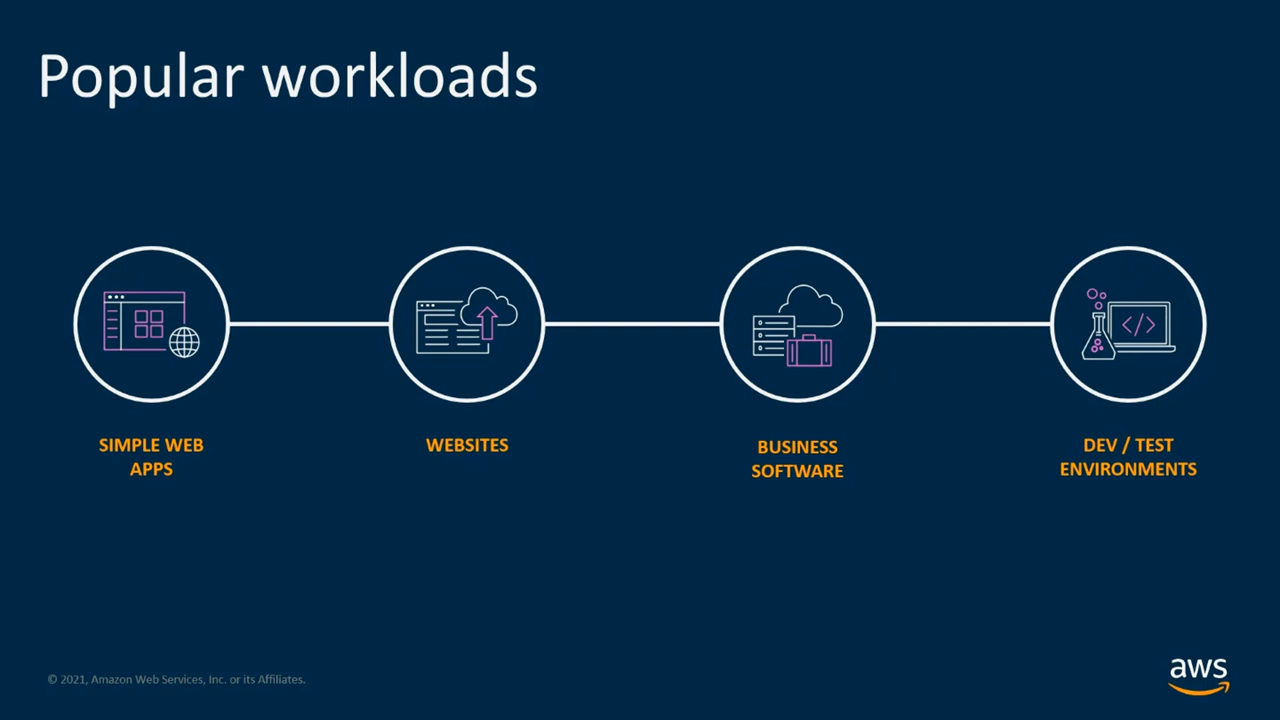 Popular workloads
SIMPLE WEB
APPS
WEBSITES
BUSINESS
SOFTWARE
DEV / TEST
ENVIRONMENTS
</>
© 2021, Amazon Web Services, Inc. or its Affiliates.
aws